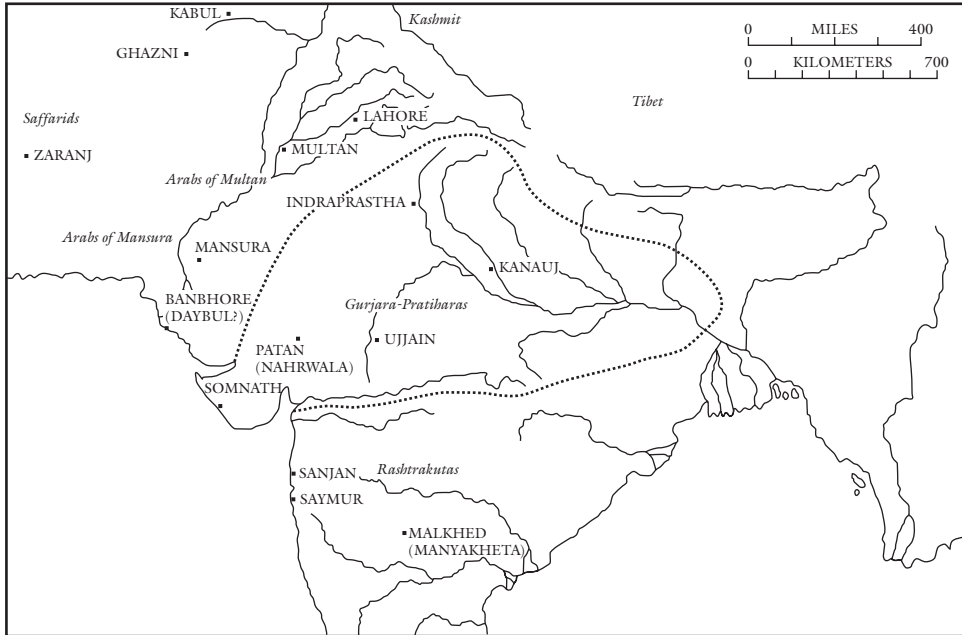 KABUL
Kashmit
0 MILES 400
GHAZNI
0 KILOMETERS 700
Tibet
Saffarids
LAHORE
ZARANJ
MULTAN
Arabs of Multan
INDRAPRASTHA
Arabs of Mansura
MANSURA
KANAUJ
BANBHORE
(DAYBUL?)
Gurjara-Pratiharas
UJJAIN
PATAN
(NAHRWALA)
SOMNATH
SANJAN
Rashtrakutas
SAYMUR
MALKHED
(MANYAKHETA)